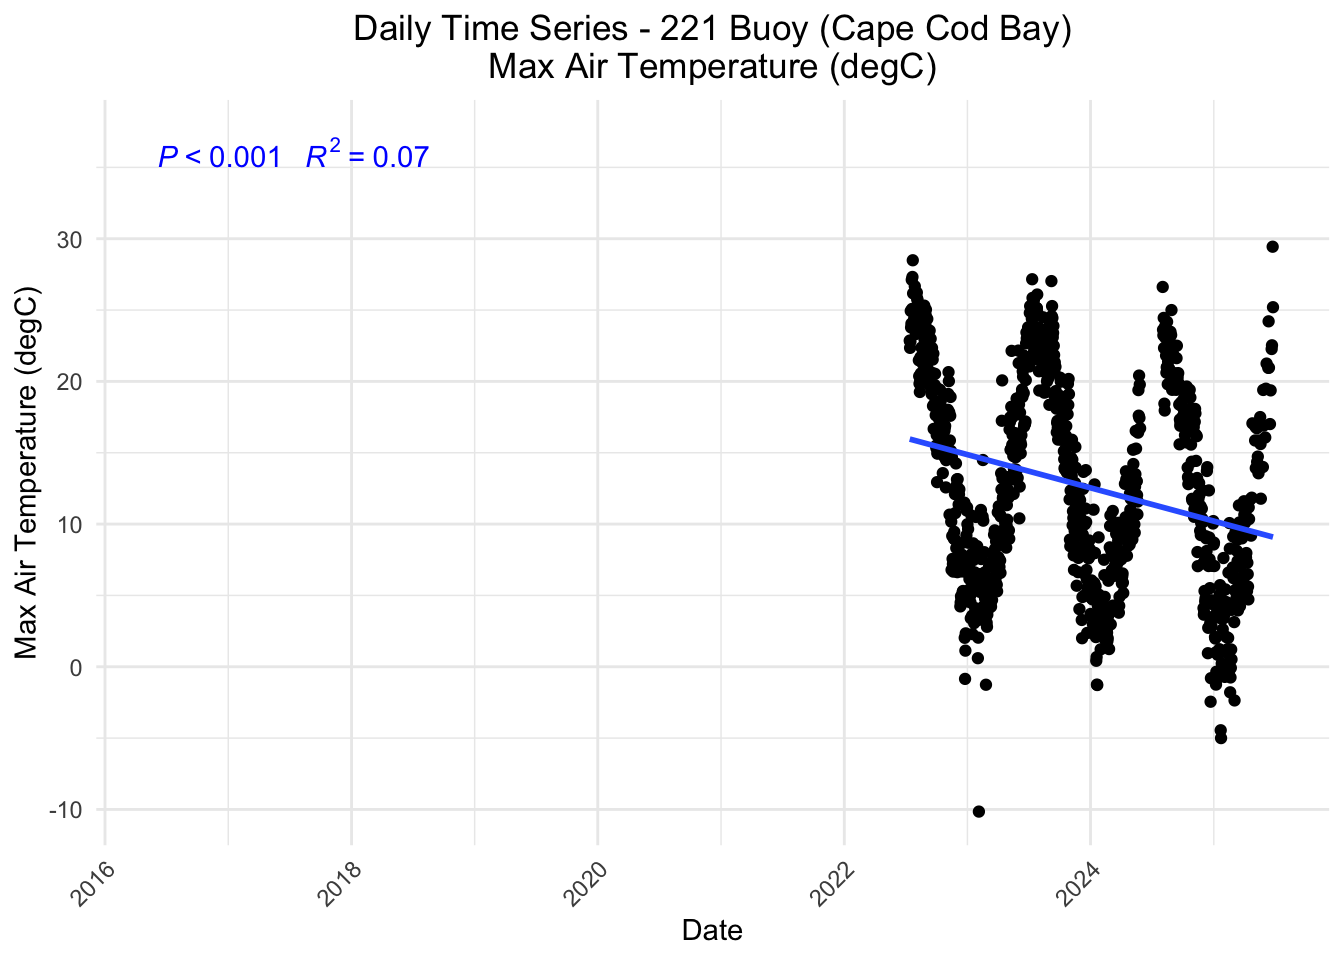 Daily Time Series - 221 Buoy (Cape Cod Bay)
Max Air Temperature (degC)
P < 0.001 R² = 0.07
Max Air Temperature (degC)
30
20
10
0
-10
2016
2018
2020
2022
2024
Date